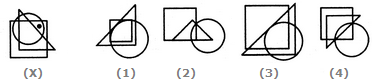 (X) (1) (2) (3) (4)